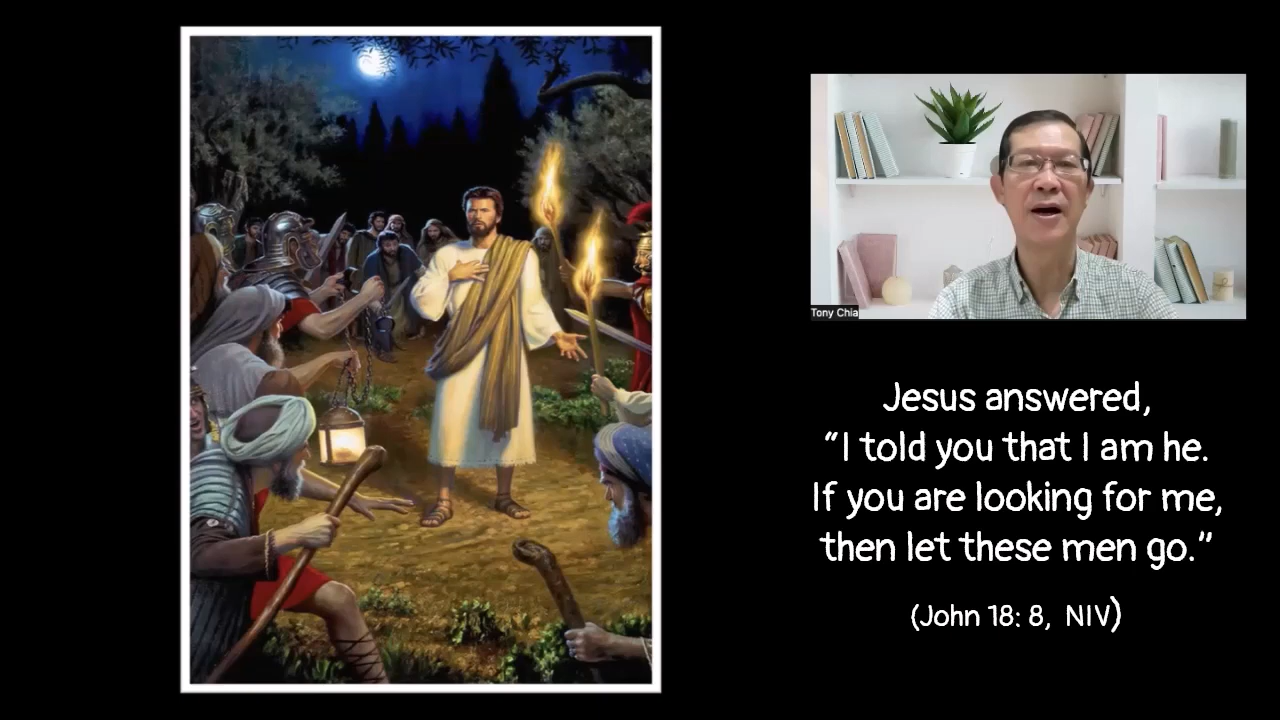 Tony Chia
Jesus answered,
“I told you that I am he.
If you are looking for me,
then let these men go.”
(John 18: 8, NIV)